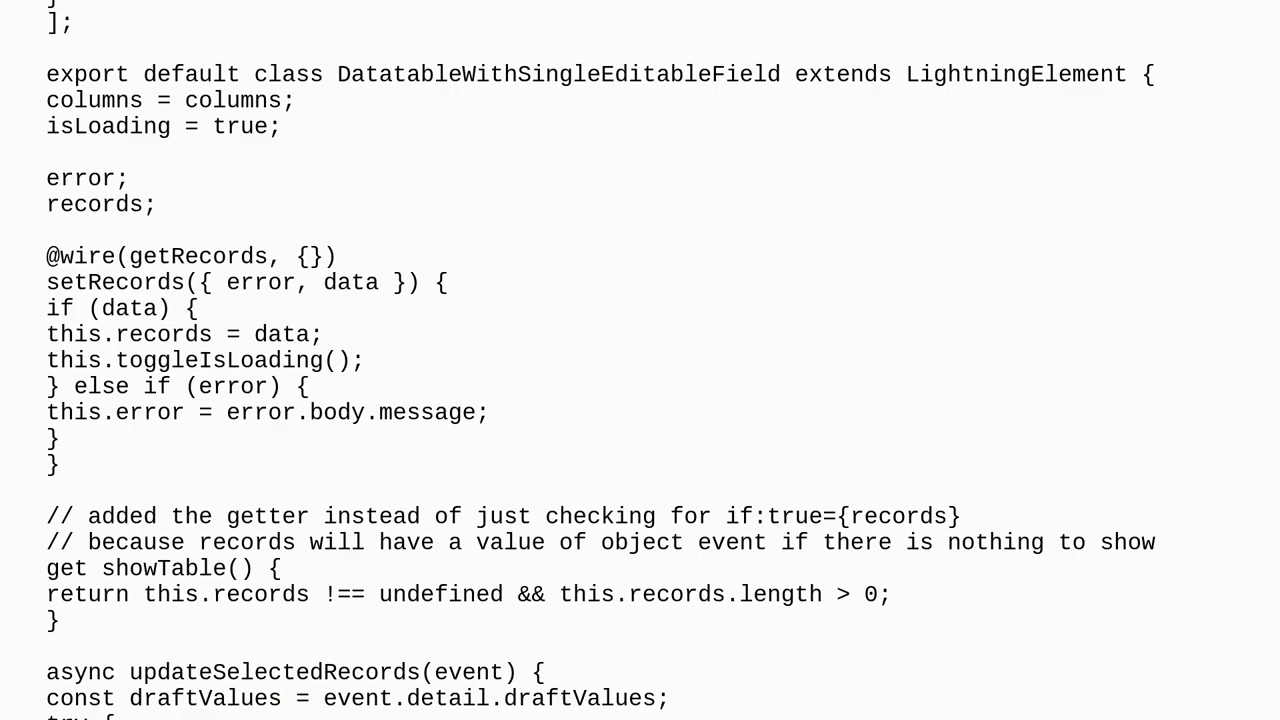 }
];
export default class DatatableWithSingleEditableField extends LightningElement {
columns = columns;
isLoading = true;
error;
records;
@wire(getRecords, {})
setRecords({ error, data }) {
if (data) {
this.records = data;
this.toggleIsLoading();
} else if (error) {
this.error = error.body.message;
}
}
// added the getter instead of just checking for if:true={records}
// because records will have a value of object event if there is nothing to show
get showTable() {
return this.records !== undefined && this.records.length > 0;
}
async updateSelectedRecords(event) {
const draftValues = event.detail.draftValues;
try {